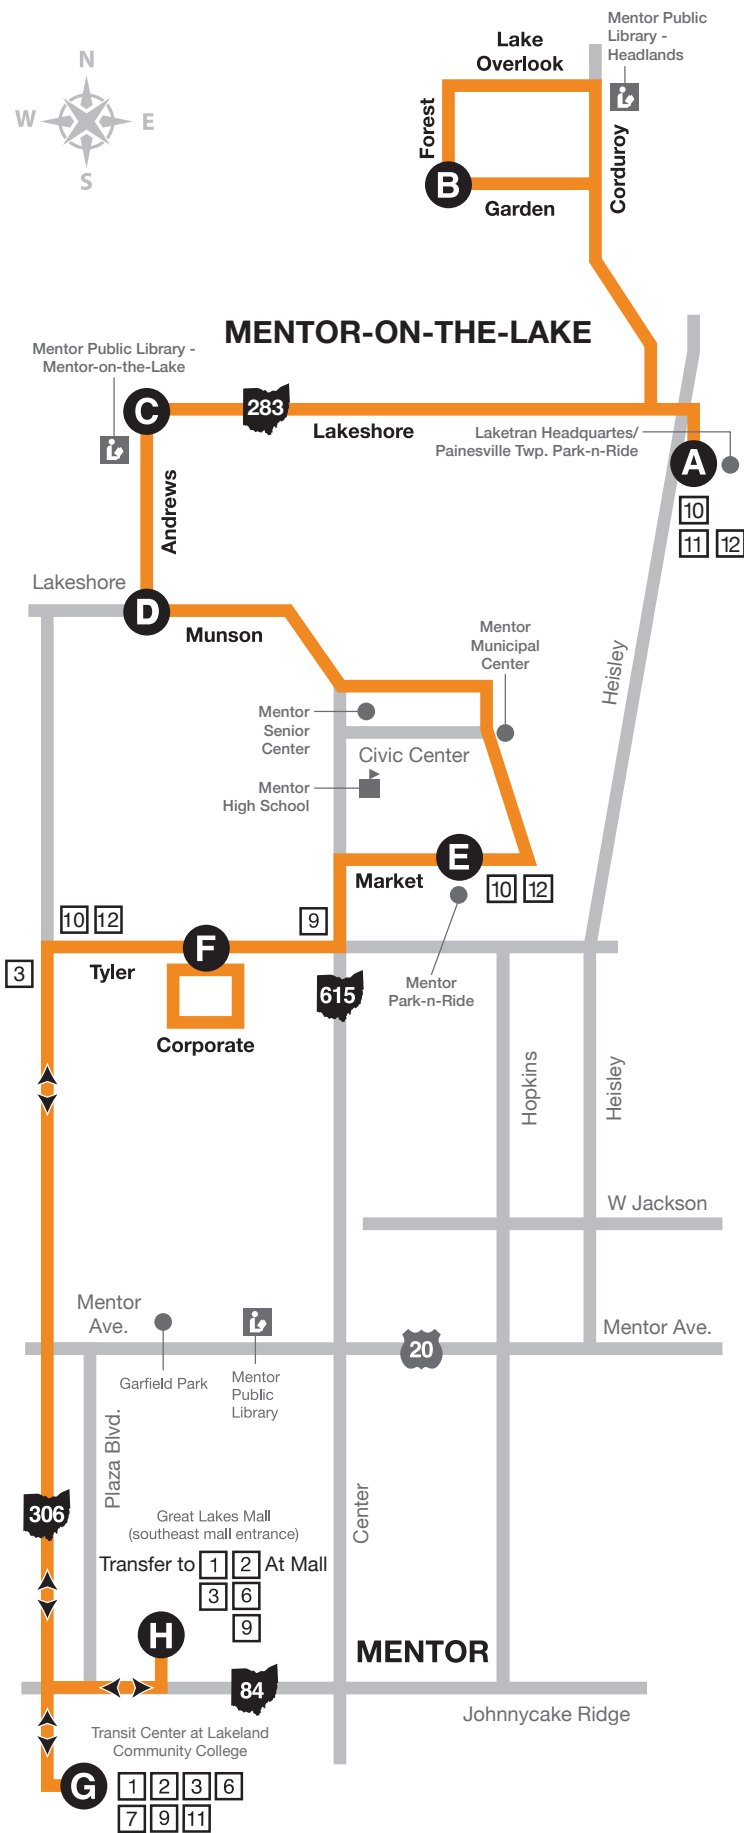 Mentor Public
Library -
Headlands
Lake
Overlook
N
W
E
S
Forest
Corduroy
B
Garden
MENTOR-ON-THE-LAKE
Mentor Public Library -
Mentor-on-the-Lake
C
283
Lakeshore
Laketran Headquartes/
Painesville Twp. Park-n-Ride
A
10
11 12
Andrews
Lakeshore
D
Munson
Mentor
Municipal
Center
Heisley
Mentor
Senior
Center
Civic Center
Mentor
High School
E
Market
10 12
10 12
9
F
3
Tyler
615
Mentor
Park-n-Ride
Corporate
Hopkins
Heisley
W Jackson
Mentor
Ave.
Mentor Ave.
20
Garfield Park
Mentor
Public
Library
Plaza Blvd.
306
Center
Great Lakes Mall
(southeast mall entrance)
Transfer to 1 2 At Mall
3 6
9
H
MENTOR
84
Johnnycake Ridge
Transit Center at Lakeland
Community College
G
1 2 3 6
7 9 11